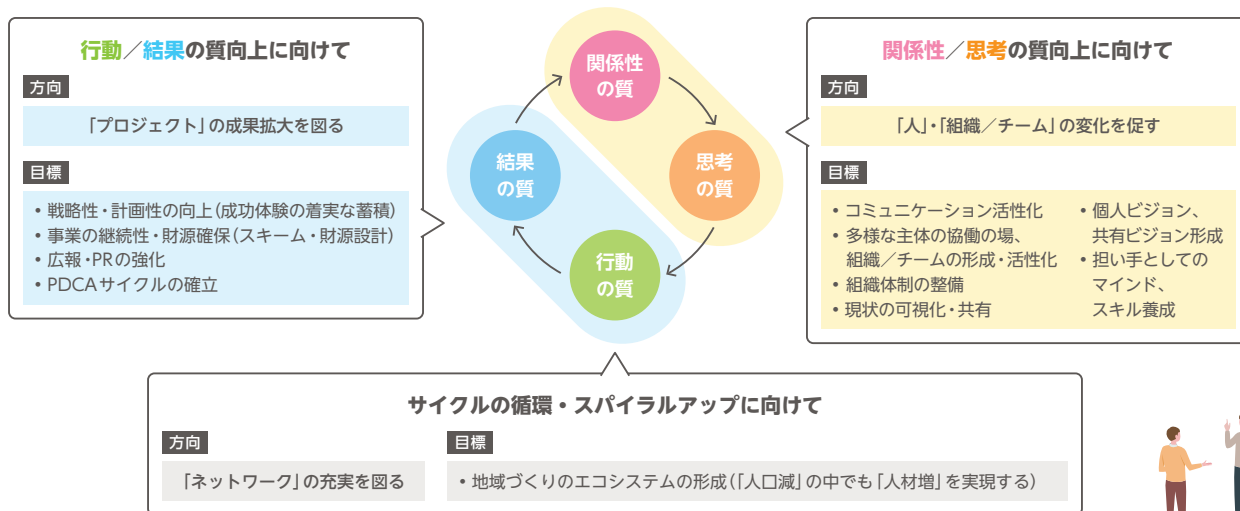 行動／結果の質向上に向けて
方向
「プロジェクト」の成果拡大を図る
目標
• 戦略性・計画性の向上(成功体験の着実な蓄積)
• 事業の継続性・財源確保(スキーム・財源設計)
• 広報・PRの強化
• PDCAサイクルの確立
関係性
の質
思考
の質
行動
の質
結果
の質
関係性／思考の質向上に向けて
方向
「人」・「組織／チーム」の変化を促す
目標
• コミュニケーション活性化
• 多様な主体の協働の場、
組織／チームの形成・活性化
• 組織体制の整備
• 現状の可視化・共有
• 個人ビジョン、
共有ビジョン形成
• 担い手としての
マインド、
スキル養成
サイクルの循環・スパイラルアップに向けて
方向
「ネットワーク」の充実を図る
目標
• 地域づくりのエコシステムの形成(「人口減」の中でも「人材増」を実現する)